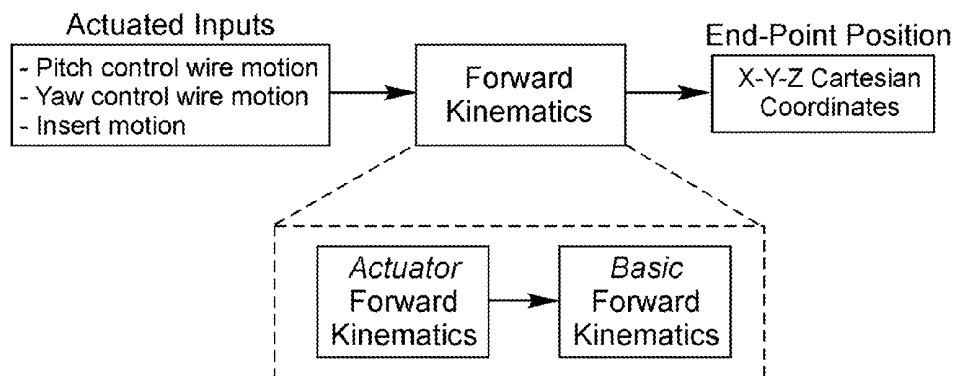 Actuated Inputs
- Pitch control wire motion
- Yaw control wire motion
- Insert motion
Forward
Kinematics
End-Point Position
X-Y-Z Cartesian
Coordinates
Actuator
Forward
Kinematics
Basic
Forward
Kinematics